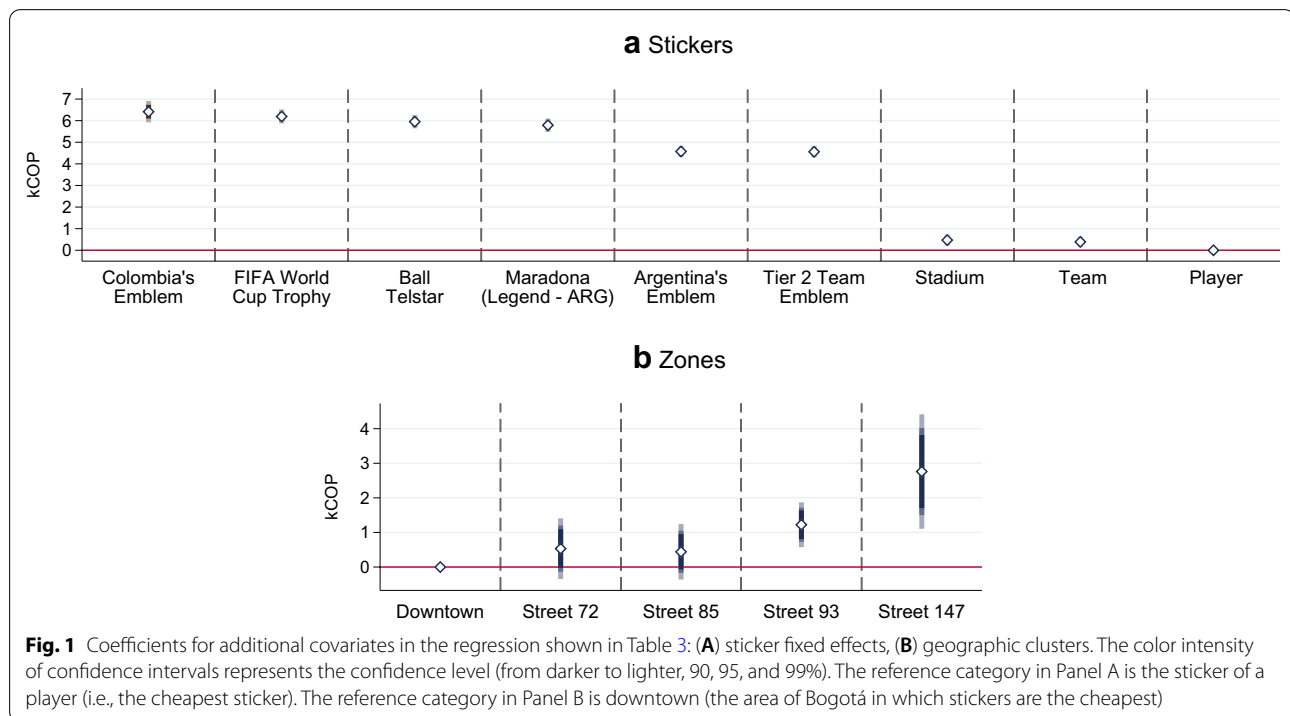 a Stickers
kCOP
7
6
5
4
3
2
1
0
Colombia's
Emblem
FIFA World
Cup Trophy
Ball
Telstar
Maradona
(Legend - ARG)
Argentina's
Emblem
Tier 2 Team
Emblem
Stadium
Team
Player
b Zones
kCOP
4
3
2
1
0
Downtown
Street 72
Street 85
Street 93
Street 147
Fig. 1 Coefficients for additional covariates in the regression shown in Table 3: (A) sticker fixed effects, (B) geographic clusters. The color intensity
of confidence intervals represents the confidence level (from darker to lighter, 90, 95, and 99%). The reference category in Panel A is the sticker of a
player (i.e., the cheapest sticker). The reference category in Panel B is downtown (the area of Bogotá in which stickers are the cheapest)